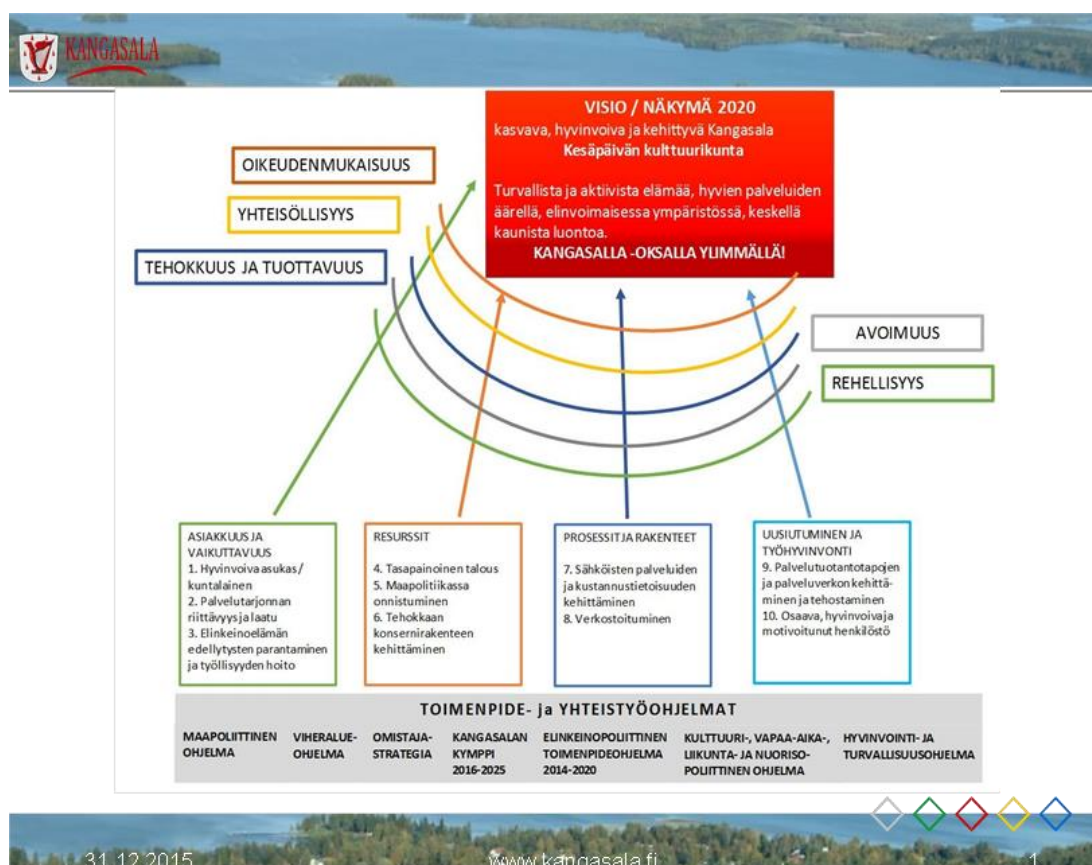 KANGASALA
VISIO / NÄKYMÄ 2020
kasvava, hyvinvoiva ja kehittyvä Kangasala
Kesäpäivän kulttuurikunta
Turvallista ja aktiivista elämää, hyvien palveluiden
äärellä, elinvoimaisessa ympäristössä, keskellä
kaunista luontoa.
KANGASALLA -OKSALLA YLIMMÄLLÄ!
OIKEUDENMUKAISUUS
YHTEISÖLLISYYS
TEHOKKUUS JA TUOTTAVUUS
AVOIMUUS
REHELLISYYS
ASIAKKUUS JA
VAIKUTTAVUUS
1. Hyvinvoiva asukas /
kuntalainen
2. Palvelutarjonnan
riittävyys ja laatu
3. Elinkeinoelämän
edellytysten parantaminen
ja työllisyyden hoito
RESURSSIT
4. Tasapainoinen talous
5. Maapolitiikassa
onnistuminen
6. Tehokkaan
konsernirakenteen
kehittäminen
PROSESSIT JA RAKENTEET
7. Sähköisten palveluiden
ja kustannustietoisuuden
kehittäminen
8. Verkostoituminen
UUSIUTUMINEN JA
TYÖHYVINVONTI
9. Palvelutuotantotapojen
ja palveluverkon kehittä-
minen ja tehostaminen
10. Osaava, hyvinvoiva ja
motivoitunut henkilöstö
TOIMENPIDE- ja YHTEISTYÖOHJELMAT
MAAPOLIITTINEN
OHJELMA
VIHERALUE-
OHJELMA
OMISTAJA-
STRATEGIA
KANGASALAN
KYMPPI
2016-2025
ELINKEINOPOLIITTINEN
TOIMENPIDEOHJELMA
2014-2020
KULTTUURI-, VAPAA-AIKA-,
LIIKUNTA- JA NUORISO-
POLIITTINEN OHJELMA
HYVINVOINTI- JA
TURVALLISUUSOHJELMA
31.12.2015
www.kangasala.fi
1